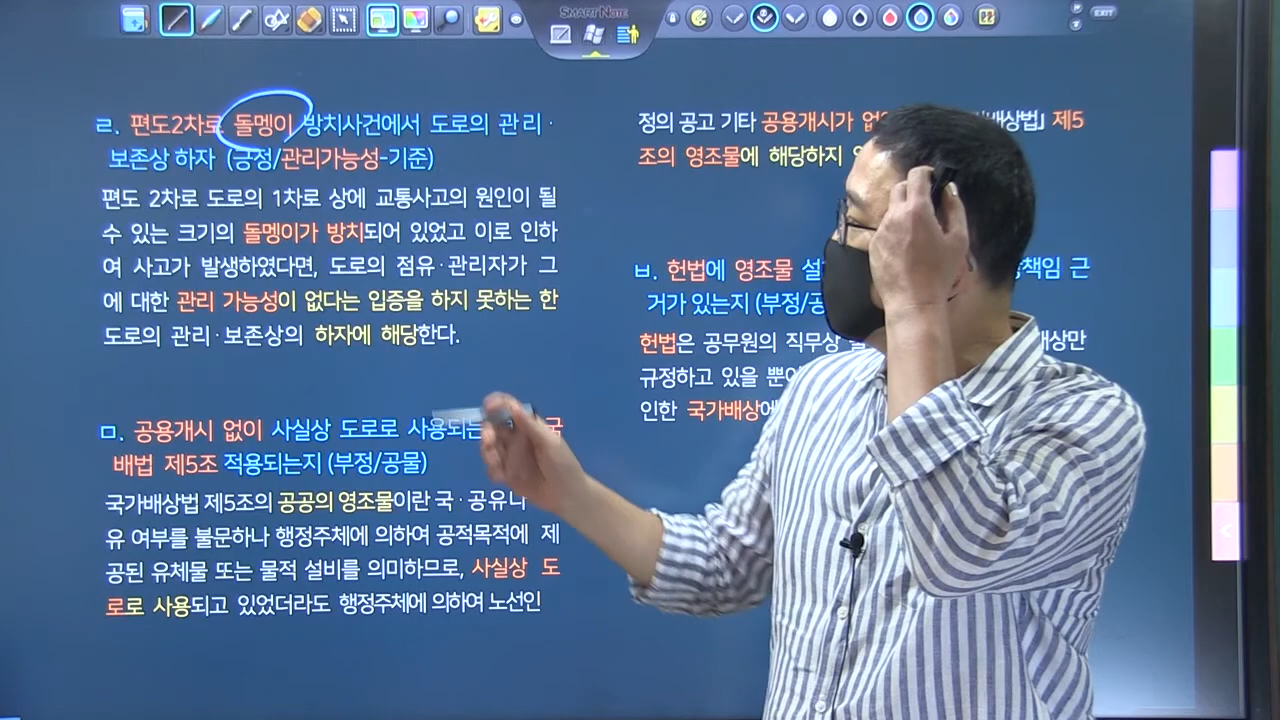 SMART NOTE
EXIT
ㄹ. 편도2차로 돌멩이 방치사건에서 도로의 관리·
보존상 하자 (긍정/관리가능성-기준)
편도 2차로 도로의 1차로 상에 교통사고의 원인이 될
수 있는 크기의 돌멩이가 방치되어 있었고 이로 인하
여 사고가 발생하였다면, 도로의 점유·관리자가 그
에 대한 관리 가능성이 없다는 입증을 하지 못하는 한
도로의 관리·보존상의 하자에 해당한다.
ㅁ. 공용개시 없이 사실상 도로로 사용되는 국
배법 제5조 적용되는지 (부정/공물)
국가배상법 제5조의 공공의 영조물이란 국·공유나
유 여부를 불문하나 행정주체에 의하여 공적목적에 제
공된 유체물 또는 물적 설비를 의미하므로, 사실상 도
로로 사용되고 있었더라도 행정주체에 의하여 노선인
정의 공고 기타 공용개시가 배상법」 제5
조의 영조물에 해당하지
ㅂ. 헌법에 영조물 책임 근
거가 있는지 (부정/공
헌법은 공무원의 직무상 배상만
규정하고 있을 뿐
인한 국가배상에